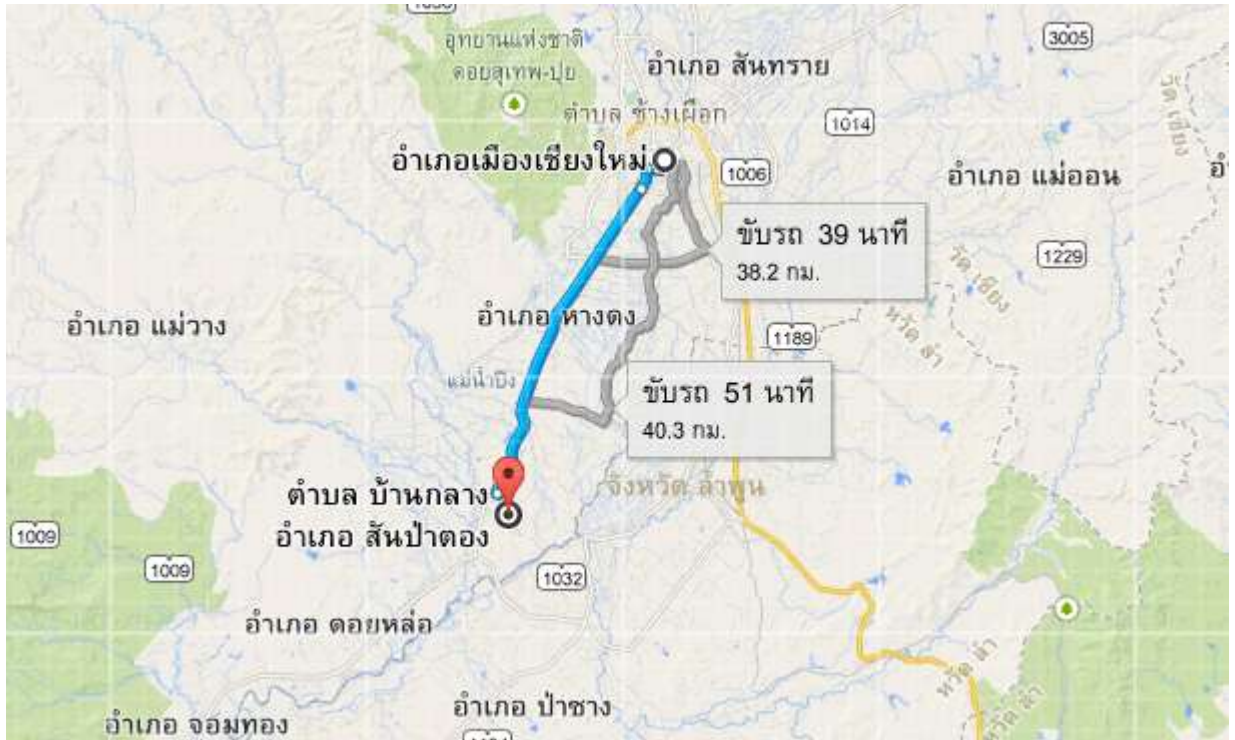 อุทยานแห่งชาติ
ดอยสุเทพ-ปุย
อำเภอ สันทราย
3005
ตำบล ช้างเผือก
1014
อำเภอเมืองเชียงใหม่
1006
อำเภอ แม่ออน
ขับรถ 39 นาที
38.2 กม.
1229
อำเภอ แม่วาง
อำเภอ หางดง
1189
แม่น้ำปิง
ขับรถ 51 นาที
40.3 กม.
ตำบล บ้านกลาง
อำเภอ สันป่าตอง
จังหวัด ลำพูน
1009
1009
1032
อำเภอ ดอยหล่อ
อำเภอ ป่าซาง
อำเภอ จอมทอง